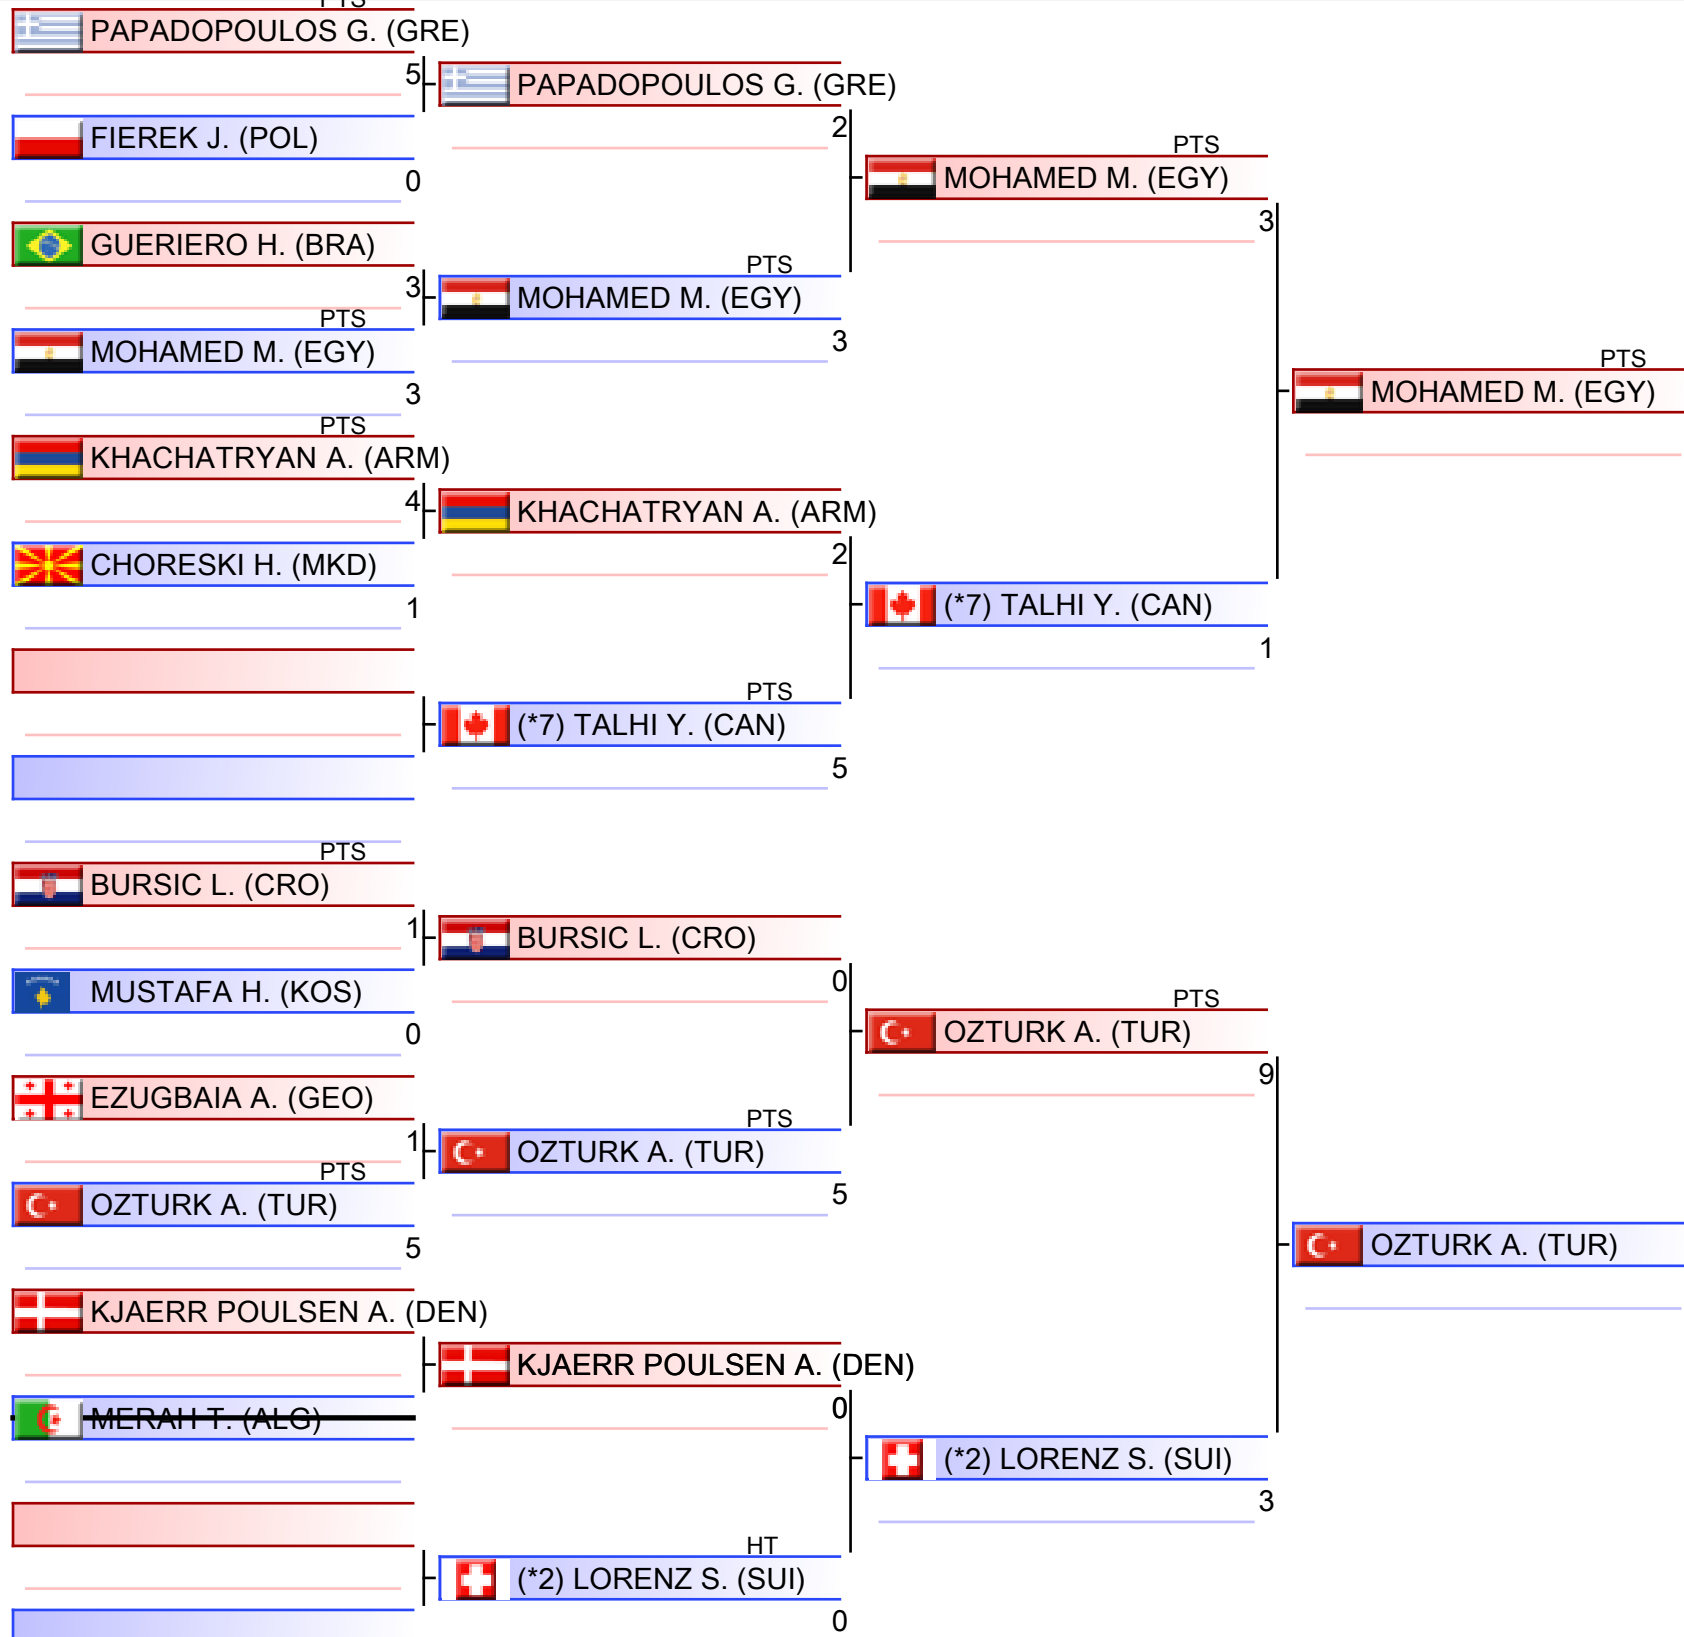 PTS
PAPADOPOULOS G. (GRE)
5
FIEREK J. (POL)
0
GUERIERO H. (BRA)
3
PTS
MOHAMED M. (EGY)
3
PTS
KHACHATRYAN A. (ARM)
4
CHORESKI H. (MKD)
1
PTS
BURSIC L. (CRO)
1
MUSTAFA H. (KOS)
0
EZUGBAIA A. (GEO)
1
PTS
OZTURK A. (TUR)
5
KJAERR POULSEN A. (DEN)
MERAH T. (ALG)
PAPADOPOULOS G. (GRE)
2
PTS
MOHAMED M. (EGY)
3
KHACHATRYAN A. (ARM)
2
PTS
(*7) TALHI Y. (CAN)
5
BURSIC L. (CRO)
0
PTS
OZTURK A. (TUR)
5
KJAERR POULSEN A. (DEN)
0
HT
(*2) LORENZ S. (SUI)
0
PTS
MOHAMED M. (EGY)
3
(*7) TALHI Y. (CAN)
1
PTS
OZTURK A. (TUR)
9
(*2) LORENZ S. (SUI)
3
PTS
MOHAMED M. (EGY)
OZTURK A. (TUR)